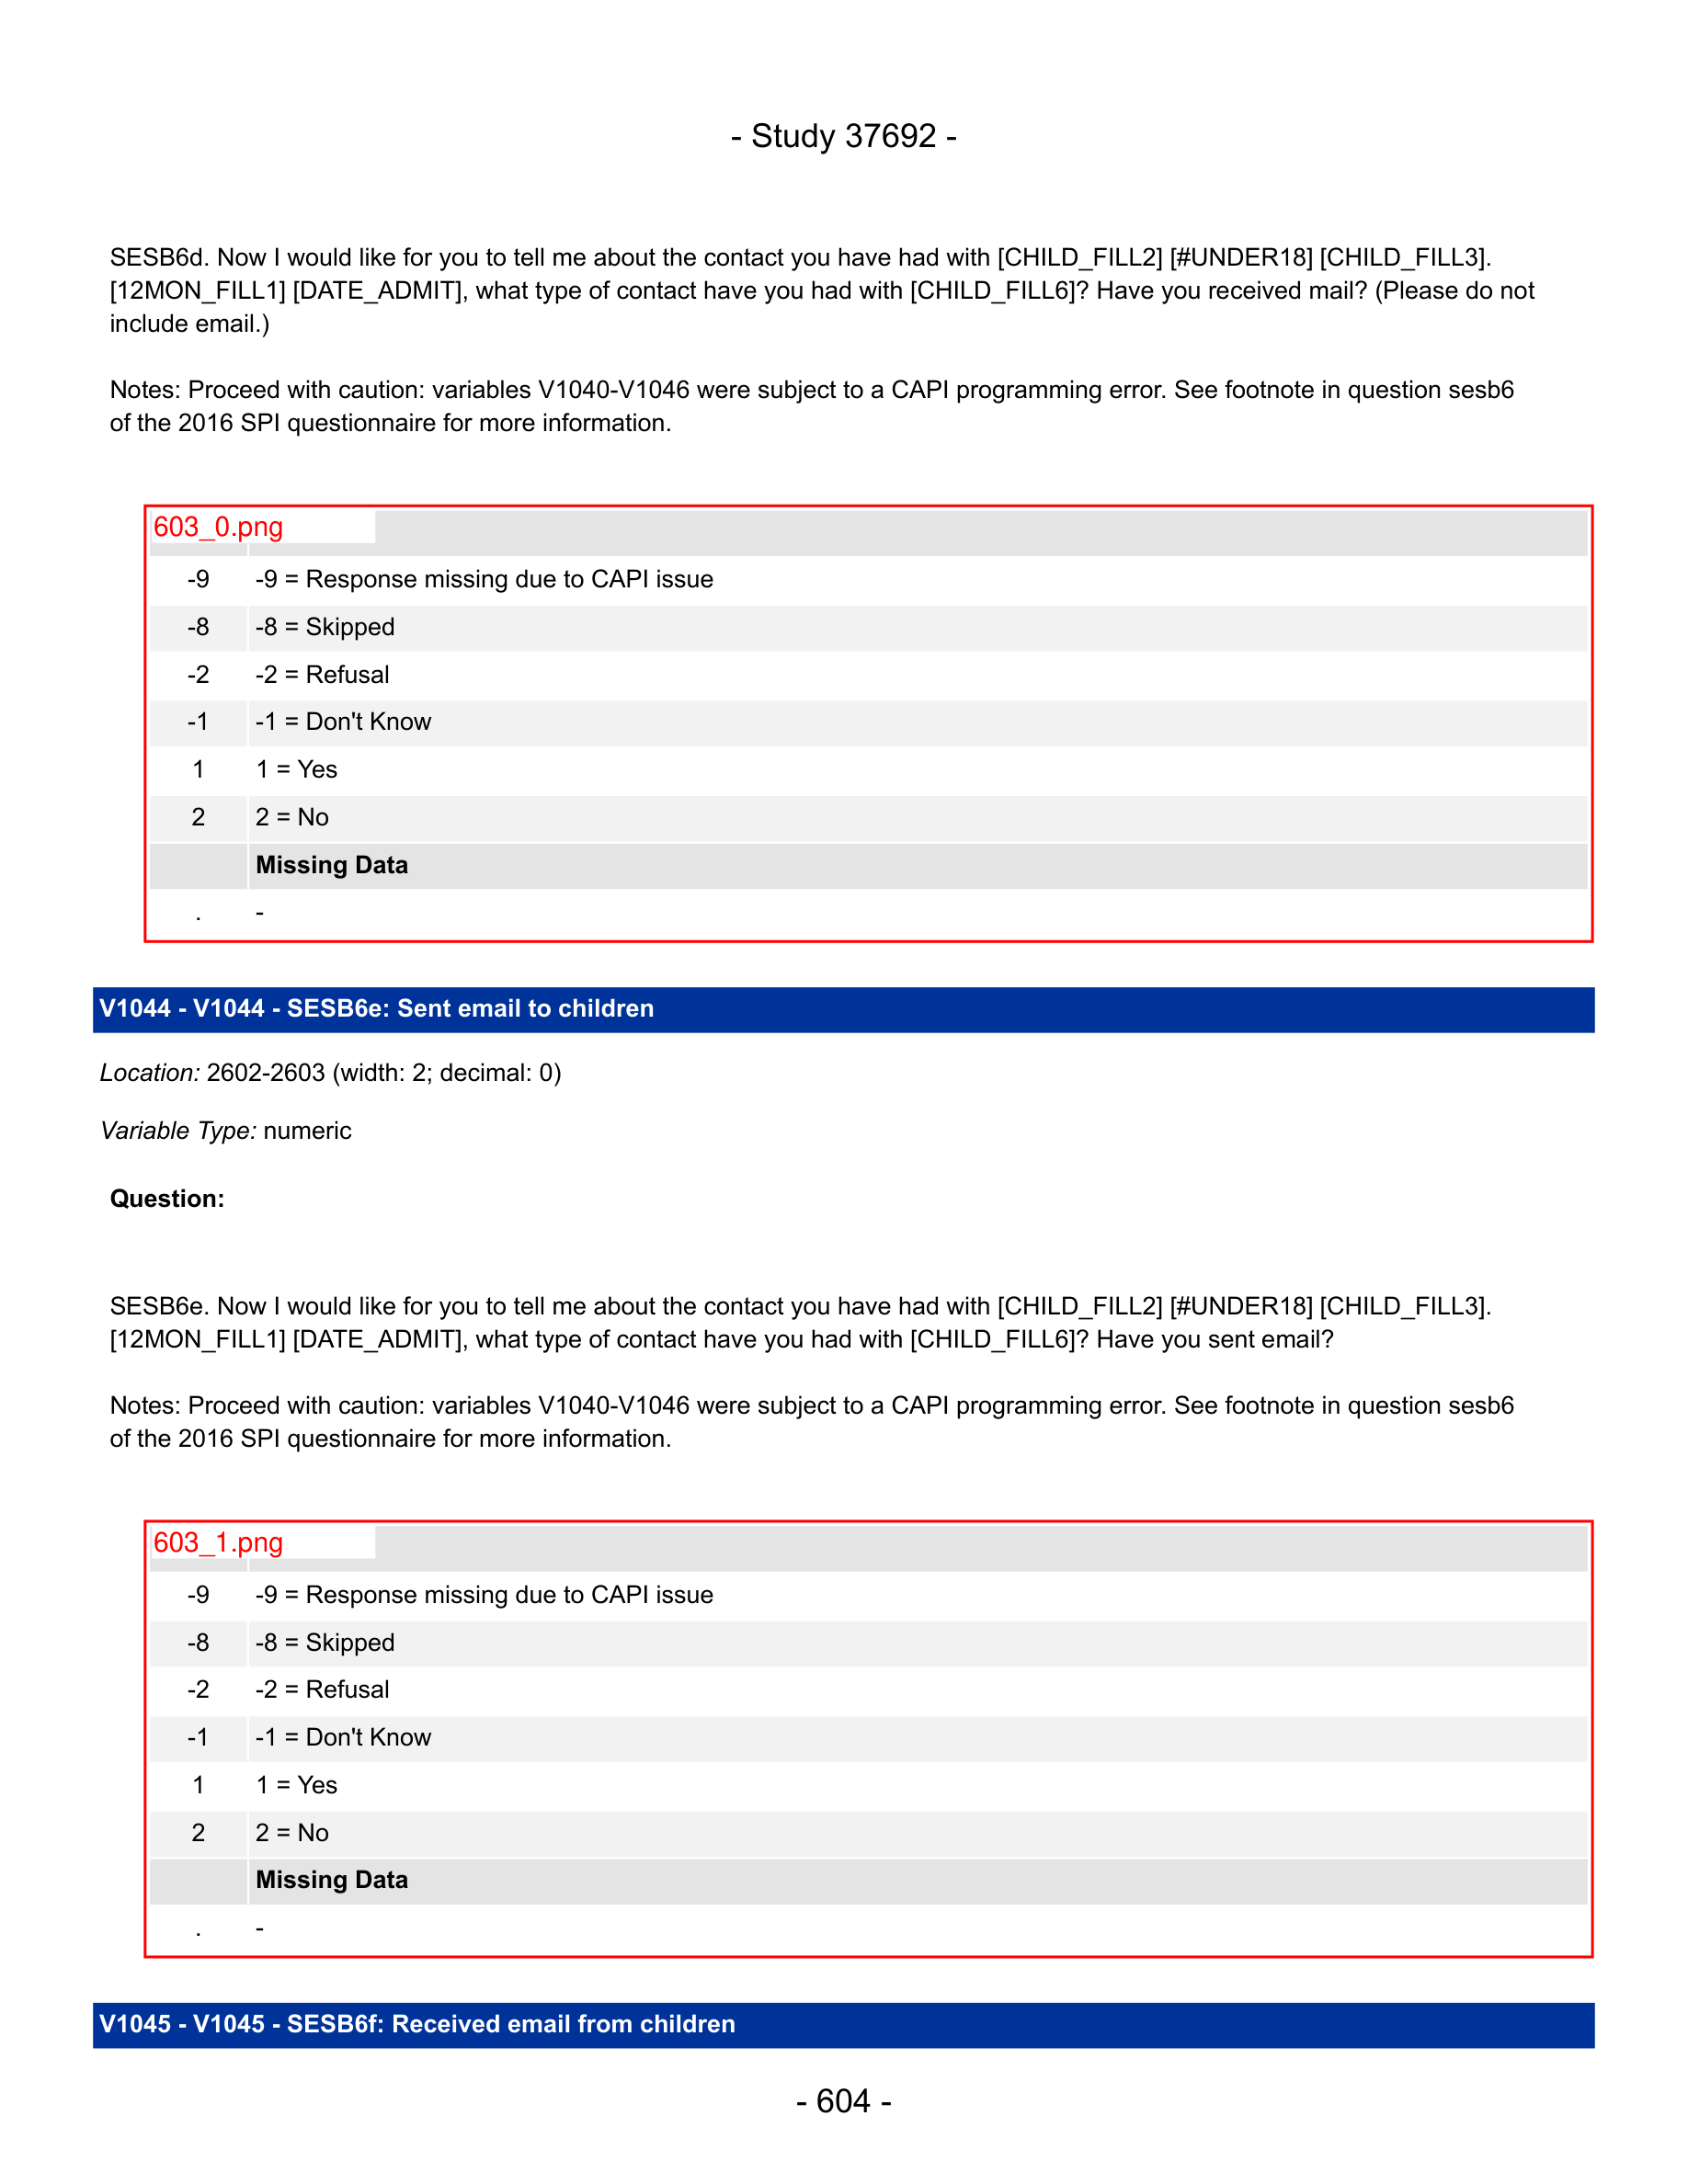 - Study 37692 -
SESB6d. Now I would like for you to tell me about the contact you have had with [CHILD_FILL2] [#UNDER18] [CHILD_FILL3].
[12MON_FILL1] [DATE_ADMIT], what type of contact have you had with [CHILD_FILL6]? Have you received mail? (Please do not
include email.)
Notes: Proceed with caution: variables V1040-V1046 were subject to a CAPI programming error. See footnote in question sesb6
of the 2016 SPI questionnaire for more information.
603_0.png
-9 -9 = Response missing due to CAPI issue
-8 -8 = Skipped
-2 -2 = Refusal
-1 -1 = Don't Know
1 1 = Yes
2 2 = No
Missing Data
. -
V1044 - V1044 - SESB6e: Sent email to children
Location: 2602-2603 (width: 2; decimal: 0)
Variable Type: numeric
Question:
SESB6e. Now I would like for you to tell me about the contact you have had with [CHILD_FILL2] [#UNDER18] [CHILD_FILL3].
[12MON_FILL1] [DATE_ADMIT], what type of contact have you had with [CHILD_FILL6]? Have you sent email?
Notes: Proceed with caution: variables V1040-V1046 were subject to a CAPI programming error. See footnote in question sesb6
of the 2016 SPI questionnaire for more information.
603_1.png
-9 -9 = Response missing due to CAPI issue
-8 -8 = Skipped
-2 -2 = Refusal
-1 -1 = Don't Know
1 1 = Yes
2 2 = No
Missing Data
. -
V1045 - V1045 - SESB6f: Received email from children
- 604 -